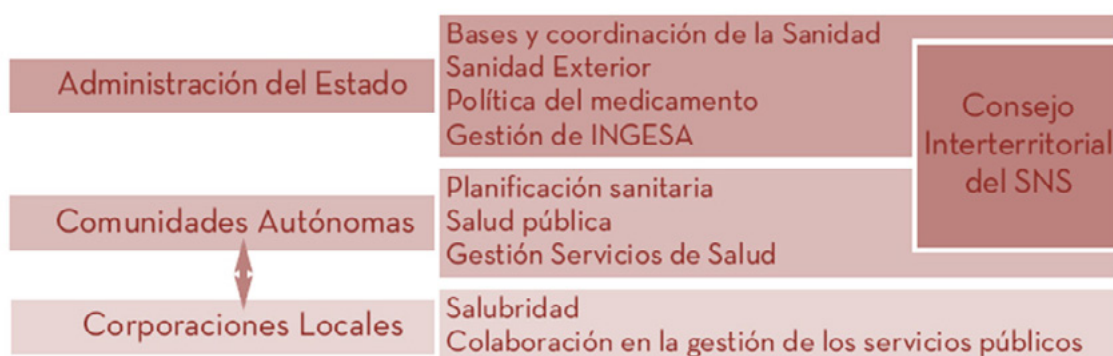 Administración del Estado
Bases y coordinación de la Sanidad
Sanidad Exterior
Política del medicamento
Gestión de INGESA
Consejo
Interterritorial
del SNS
Comunidades Autónomas
Planificación sanitaria
Salud pública
Gestión Servicios de Salud
Corporaciones Locales
Salubridad
Colaboración en la gestión de los servicios públicos